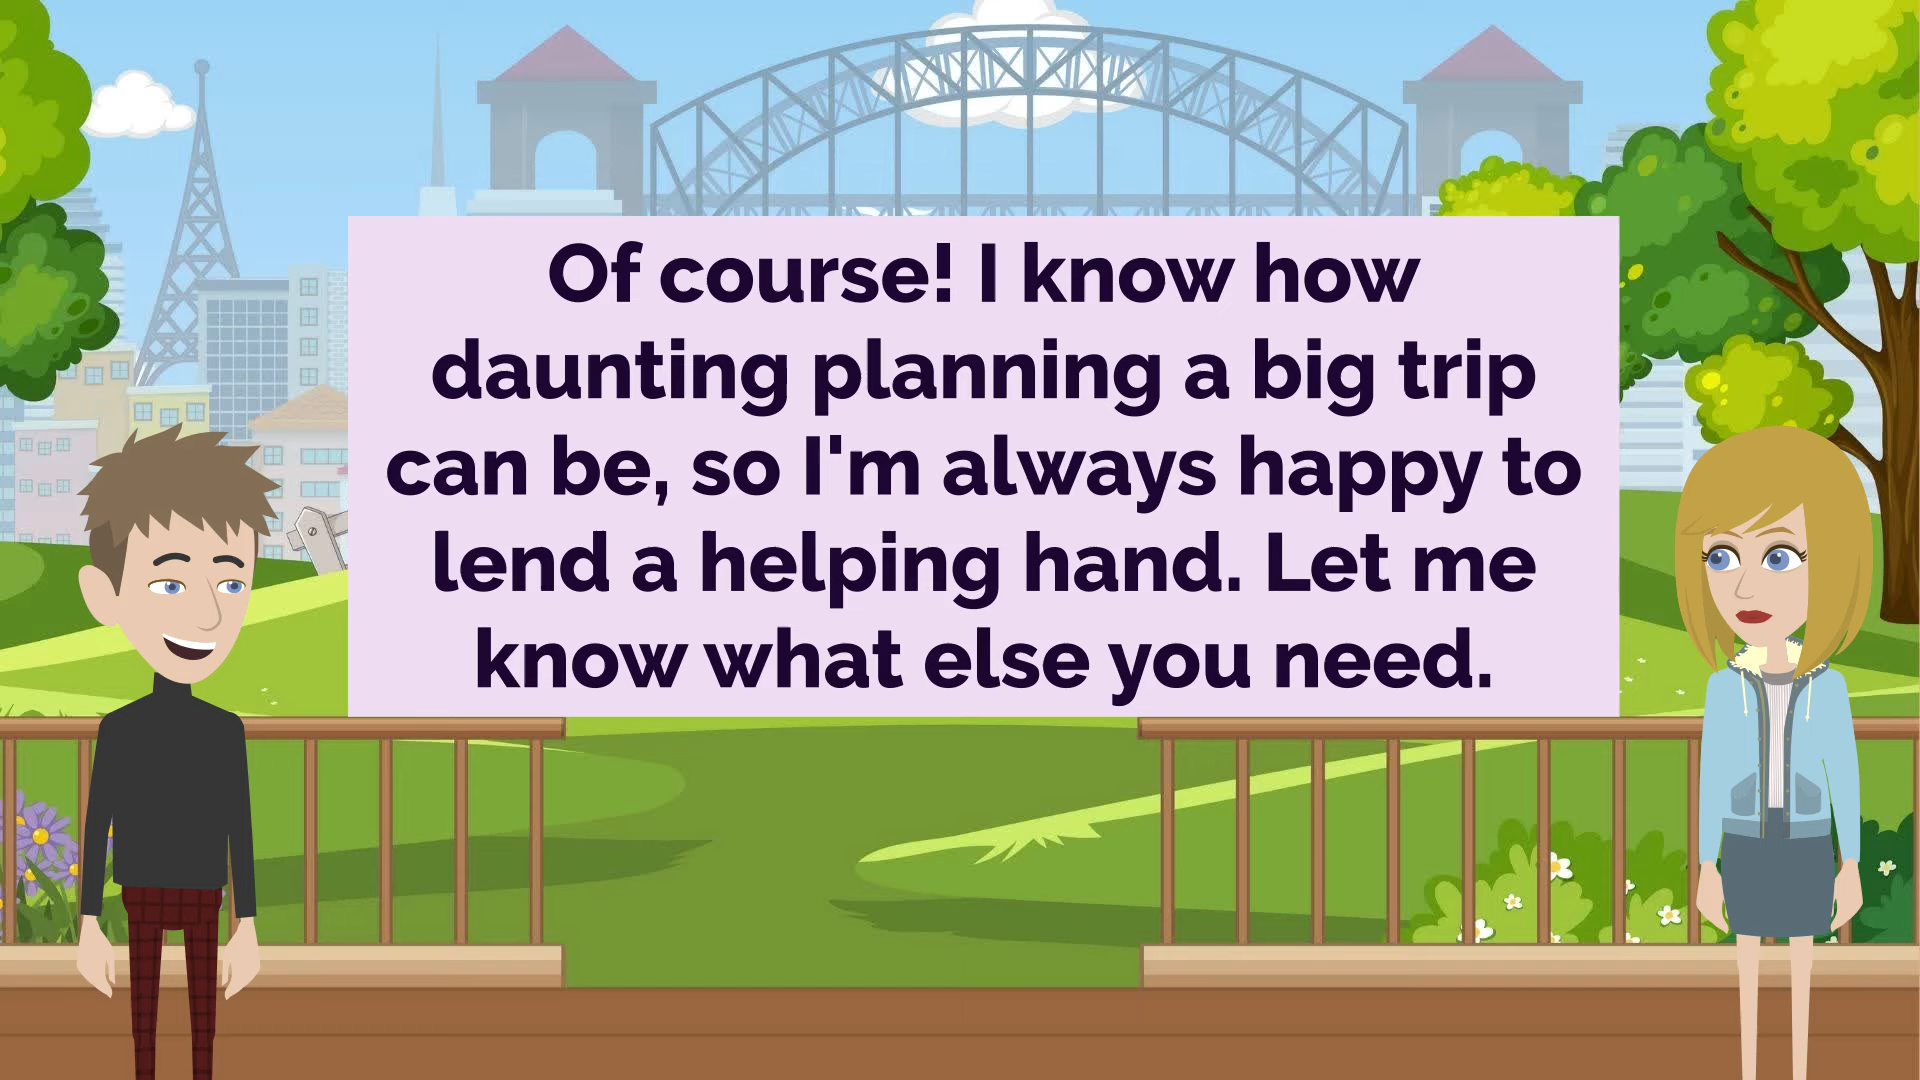 Of course! I know how
daunting planning a big trip
can be, so I'm always happy to
lend a helping hand. Let me
know what else you need.